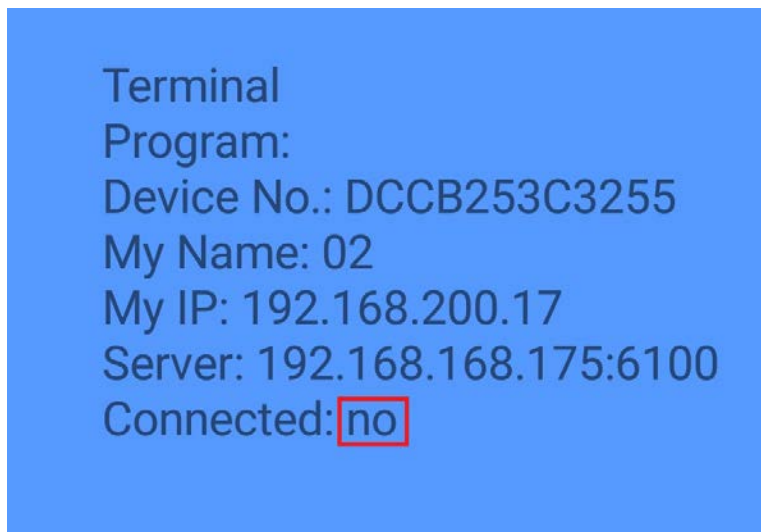 Terminal
Program:
Device No.: DCCB253C3255
My Name: 02
My IP: 192.168.200.17
Server: 192.168.168.175:6100
Connected: no